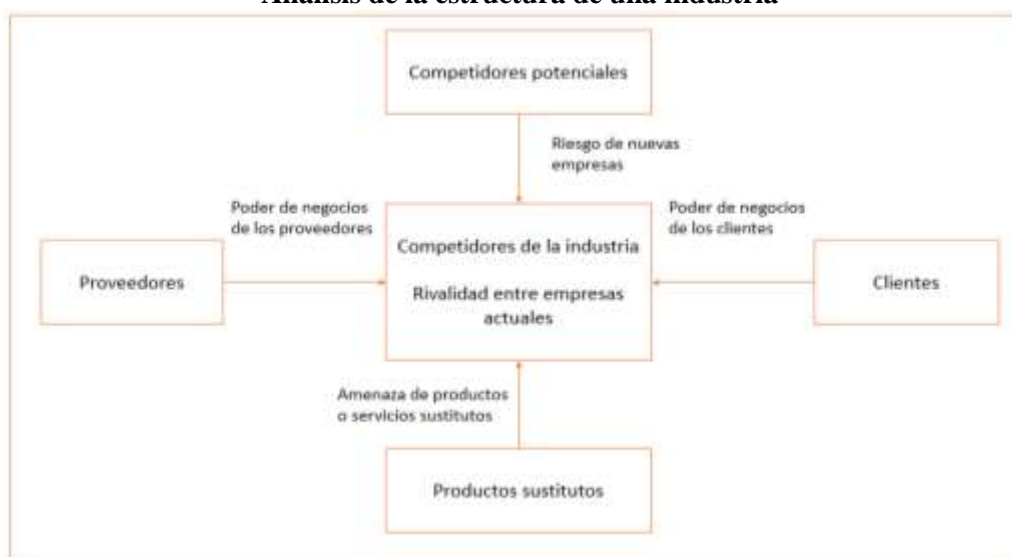 Análisis de la estructura de una industria
Competidores potenciales
Riesgo de nuevas
empresas
Poder de negocios
de los proveedores
Poder de negocios
de los clientes
Proveedores
Competidores de la industria
Rivalidad entre empresas
actuales
Clientes
Amenaza de productos
o servicios sustitutos
Productos sustitutos